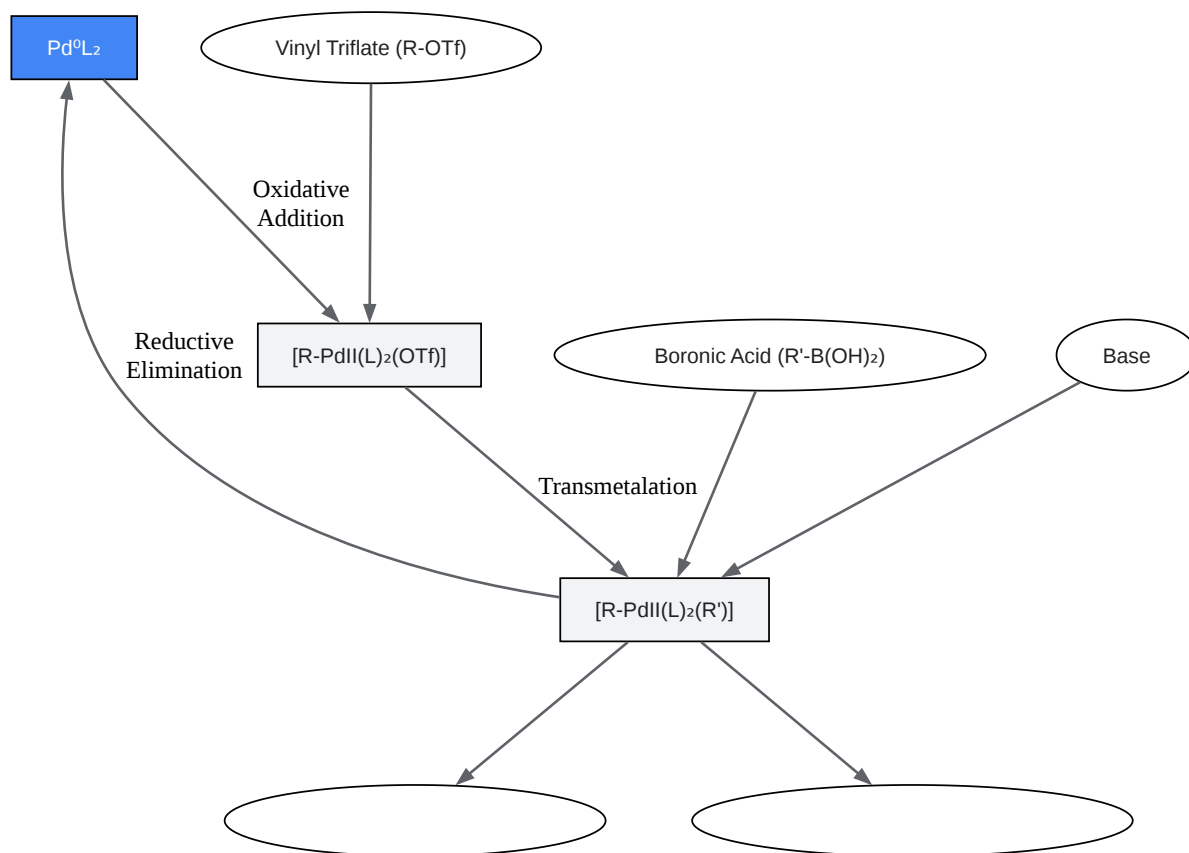 Pd⁰L₂
Vinyl Triflate (R-OTf)
Oxidative
Addition
Reductive
Elimination
[R-PdII(L)₂(OTf)]
Boronic Acid (R'-B(OH)₂)
Base
Transmetalation
[R-PdII(L)₂(R')]